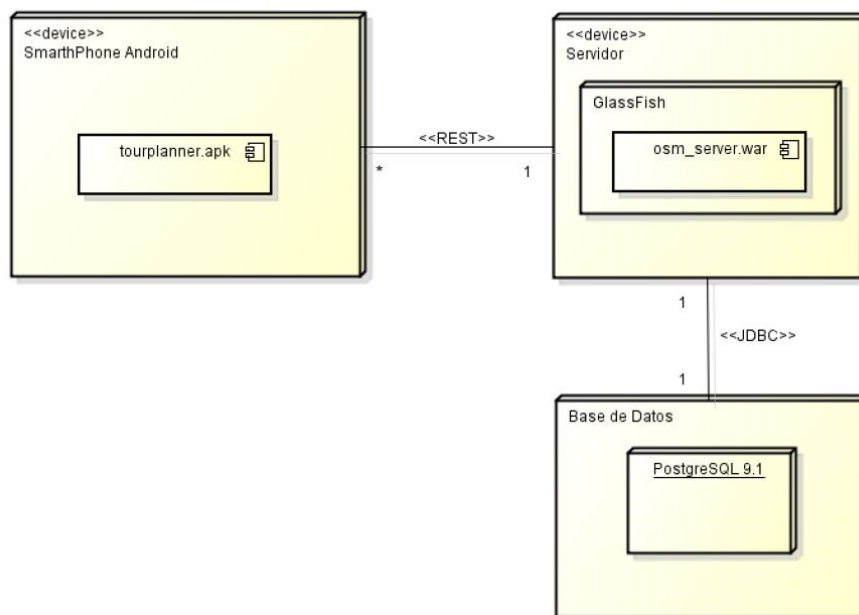 <<device>>
SmarthPhone Android
tourplanner.apk
<<REST>>
*
1
<<device>>
Servidor
GlassFish
osm_server.war
1
<<JDBC>>
1
Base de Datos
PostgreSQL 9.1